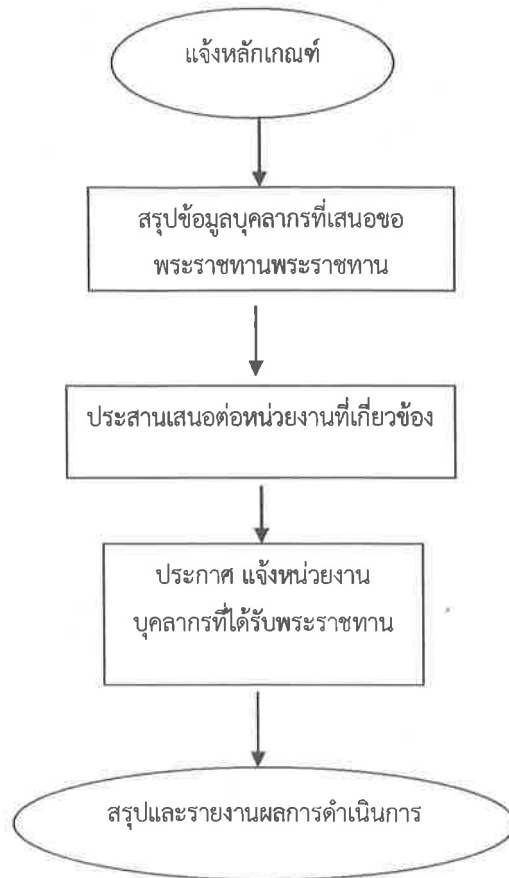 แจ้งหลักเกณฑ์
สรุปข้อมูลบุคลากรที่เสนอขอ
พระราชทานพระราชทาน
ประสานเสนอต่อหน่วยงานที่เกี่ยวข้อง
ประกาศ แจ้งหน่วยงาน
บุคลากรที่ได้รับพระราชทาน
สรุปและรายงานผลการดำเนินการ